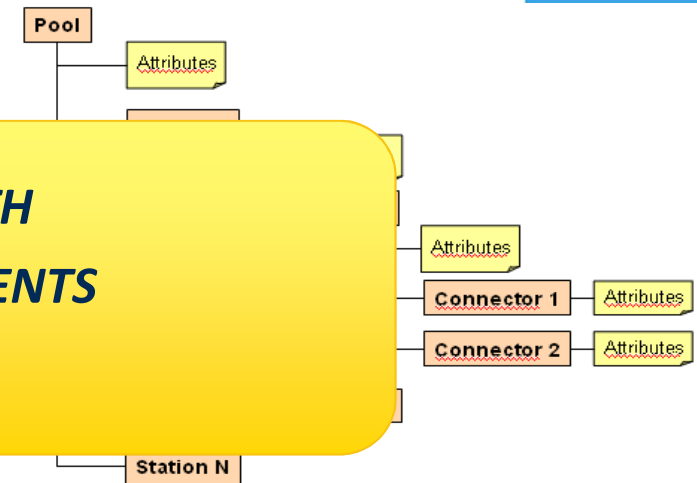 Pool
Attributes
TH
ENTS
Attributes
Connector 1
Attributes
Connector 2
Attributes
Station N